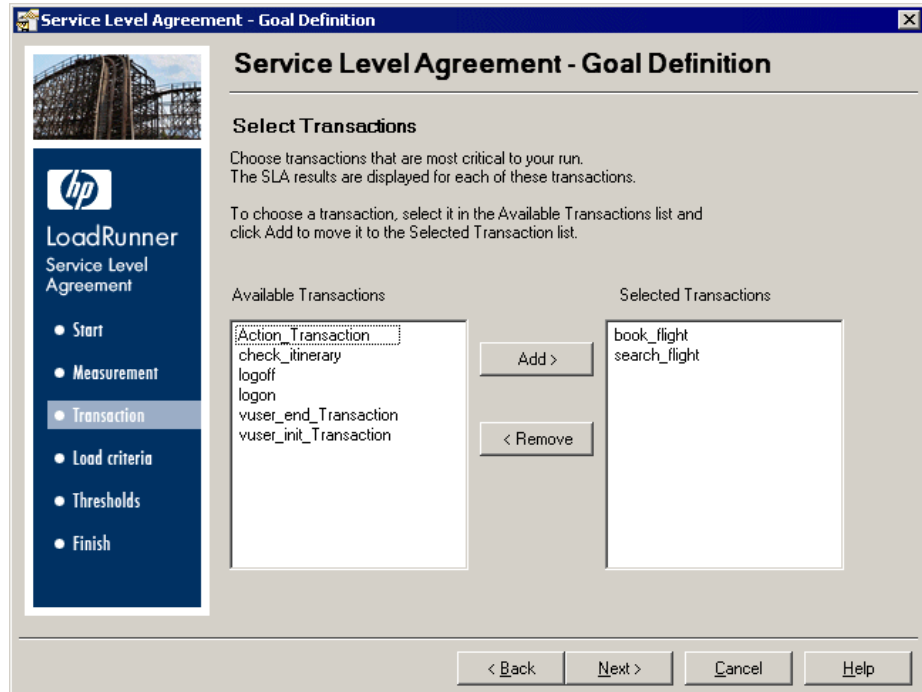 Service Level Agreement - Goal Definition
Service Level Agreement - Goal Definition
hp
LoadRunner
Service Level
Agreement
Start
Measurement
Transaction
Load criteria
Thresholds
Finish
Select Transactions
Choose transactions that are most critical to your run.
The SLA results are displayed for each of these transactions.
To choose a transaction, select it in the Available Transactions list and
click Add to move it to the Selected Transaction list.
Available Transactions
Action_Transaction
check_itinerary
logoff
logon
vuser_end_Transaction
vuser_init_Transaction
Add >
< Remove
Selected Transactions
book_flight
search_flight
< Back
Next >
Cancel
Help